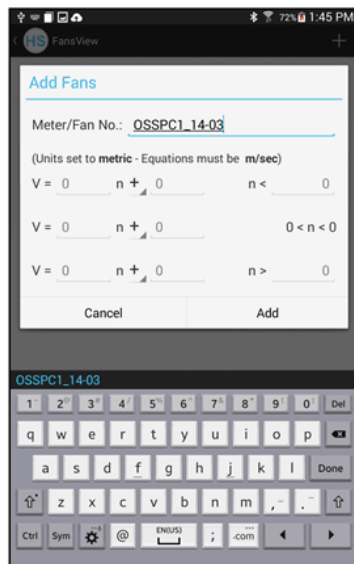 72% 1:45 PM
HS FansView +
Add Fans
Meter/Fan No.: OSSPC1_14-03
(Units set to metric - Equations must be m/sec)
V = 0 n + 0 n < 0
V = 0 n + 0 0 < n < 0
V = 0 n + 0 n > 0
Cancel Add
OSSPC1_14-03
1 2 3 4 5 6 7 8 9 0 Del
q w e r t y u i o p
a s d f g h j k l Done
z x c v b n m , .
Ctrl Sym @ EN(US) ; .com